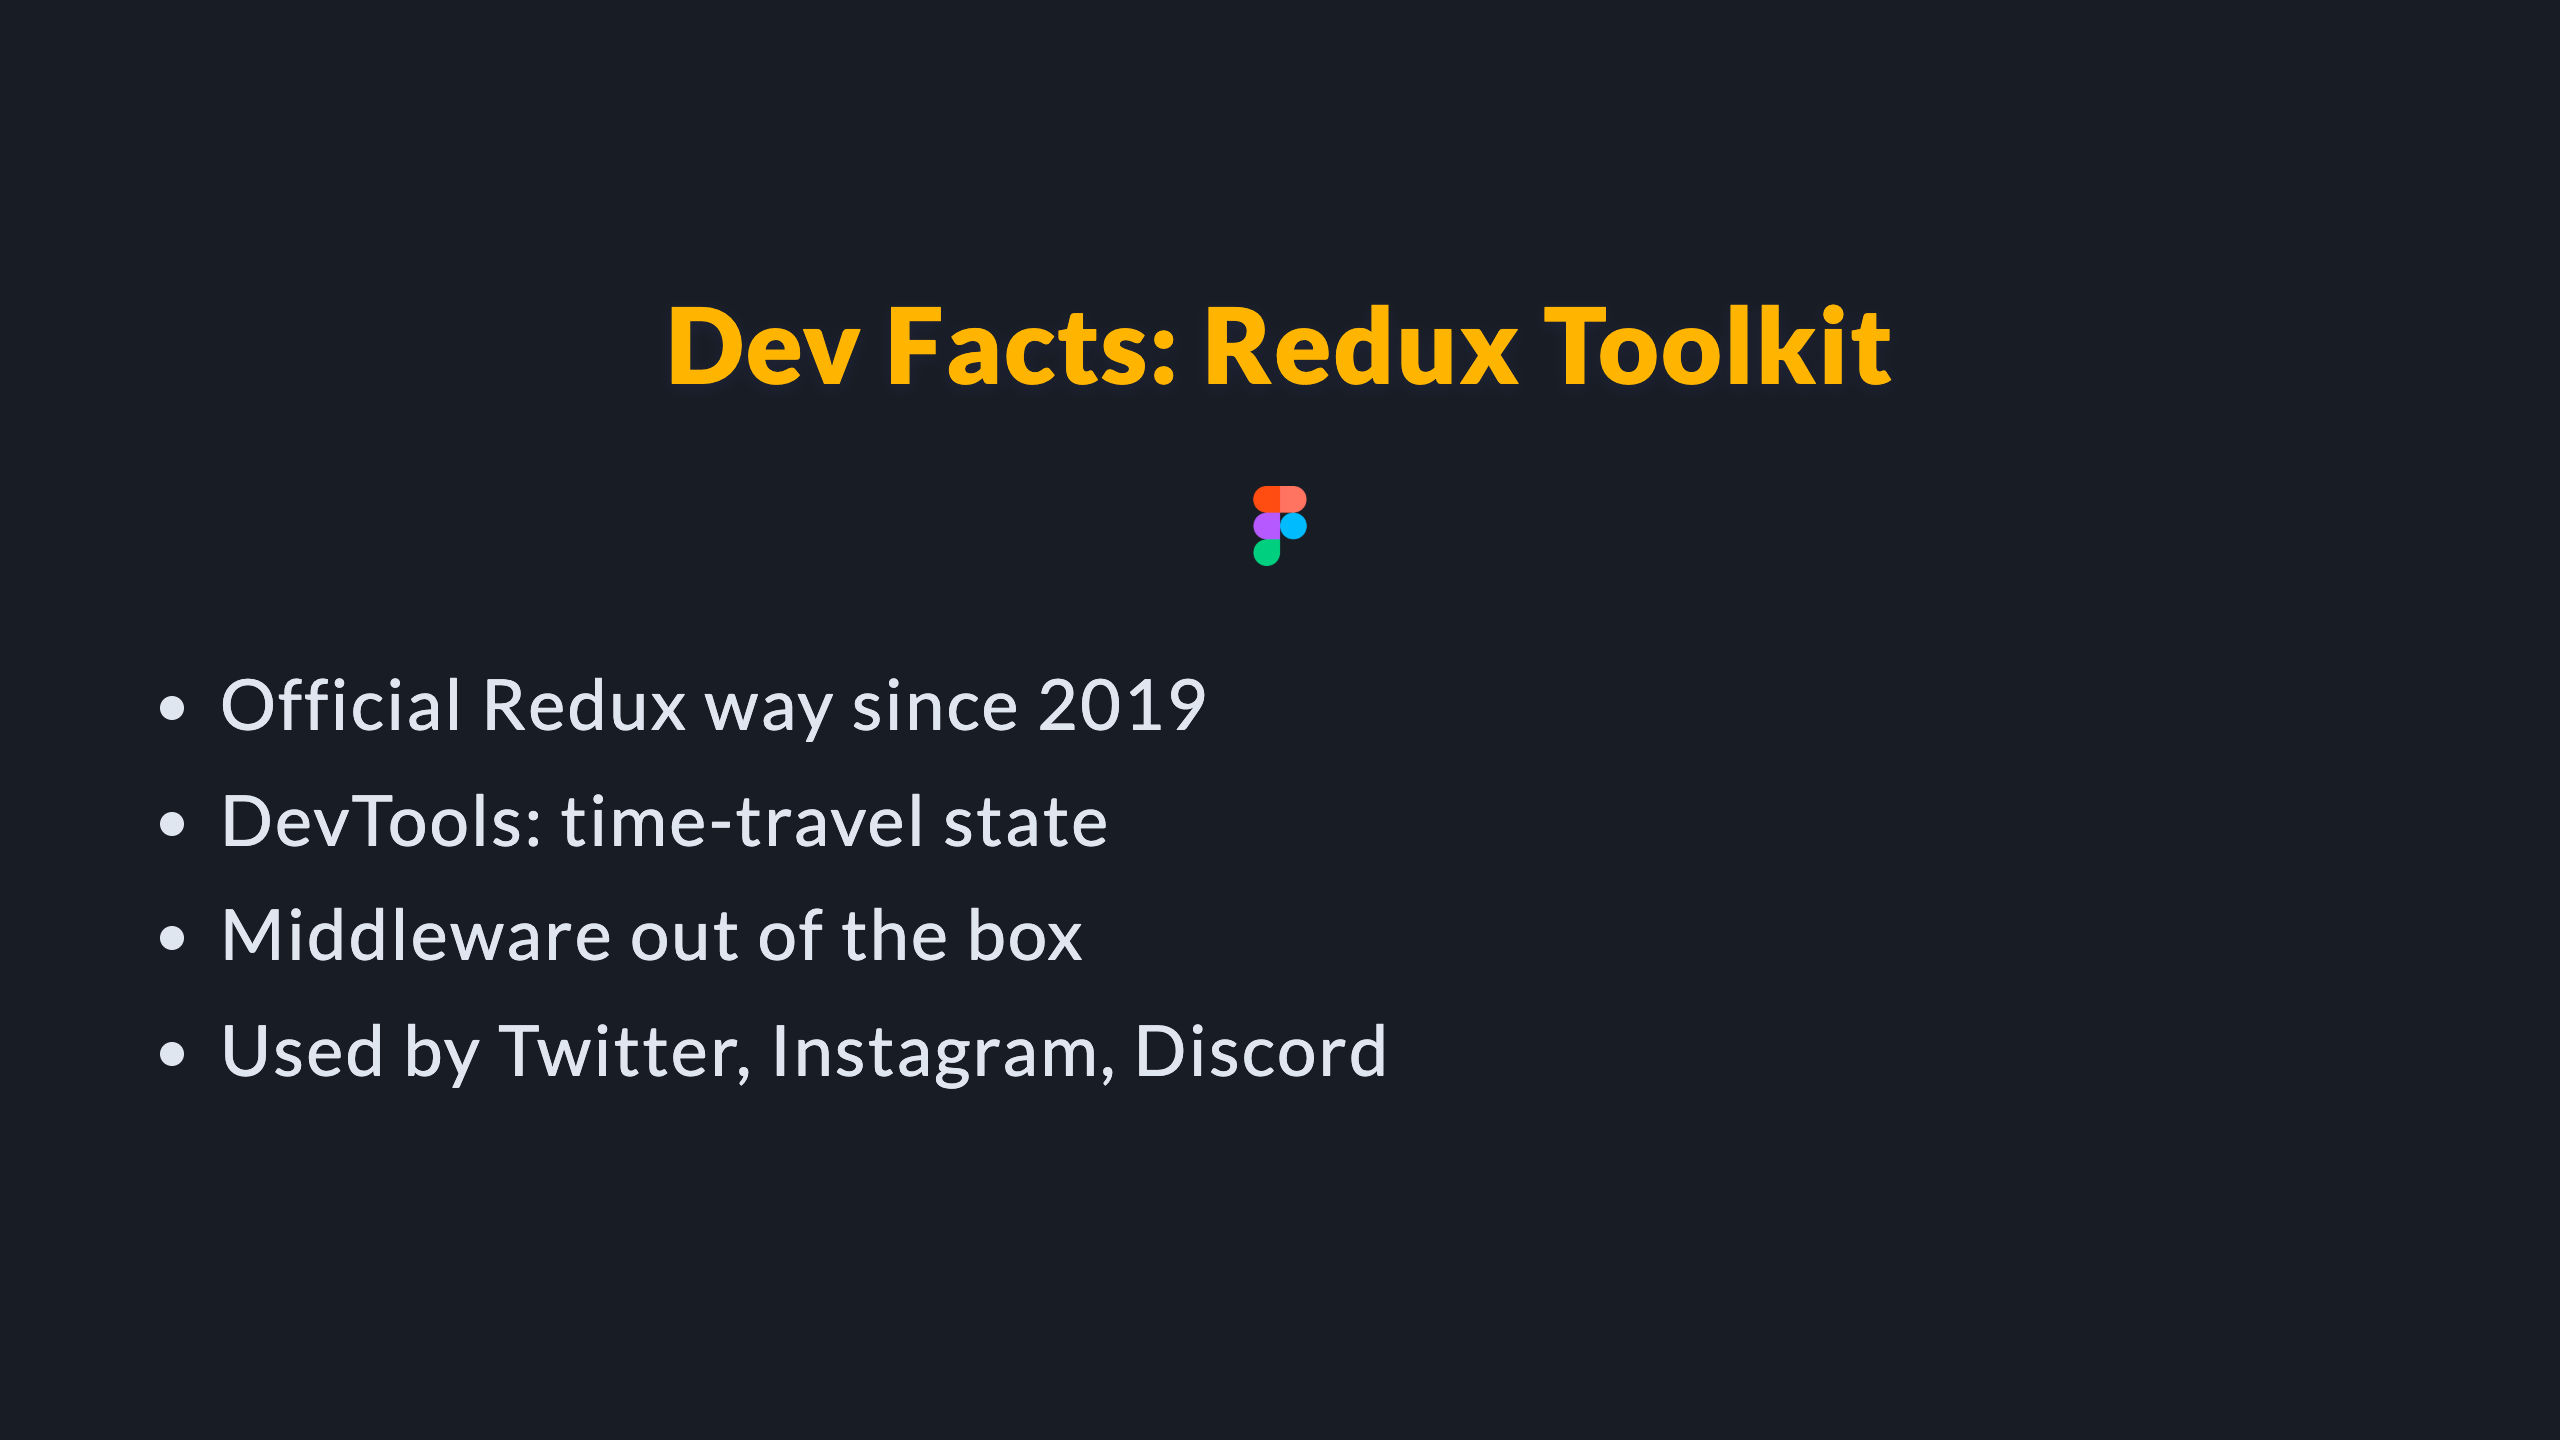 Dev Facts: Redux Toolkit
• Official Redux way since 2019
• DevTools: time-travel state
• Middleware out of the box
• Used by Twitter, Instagram, Discord